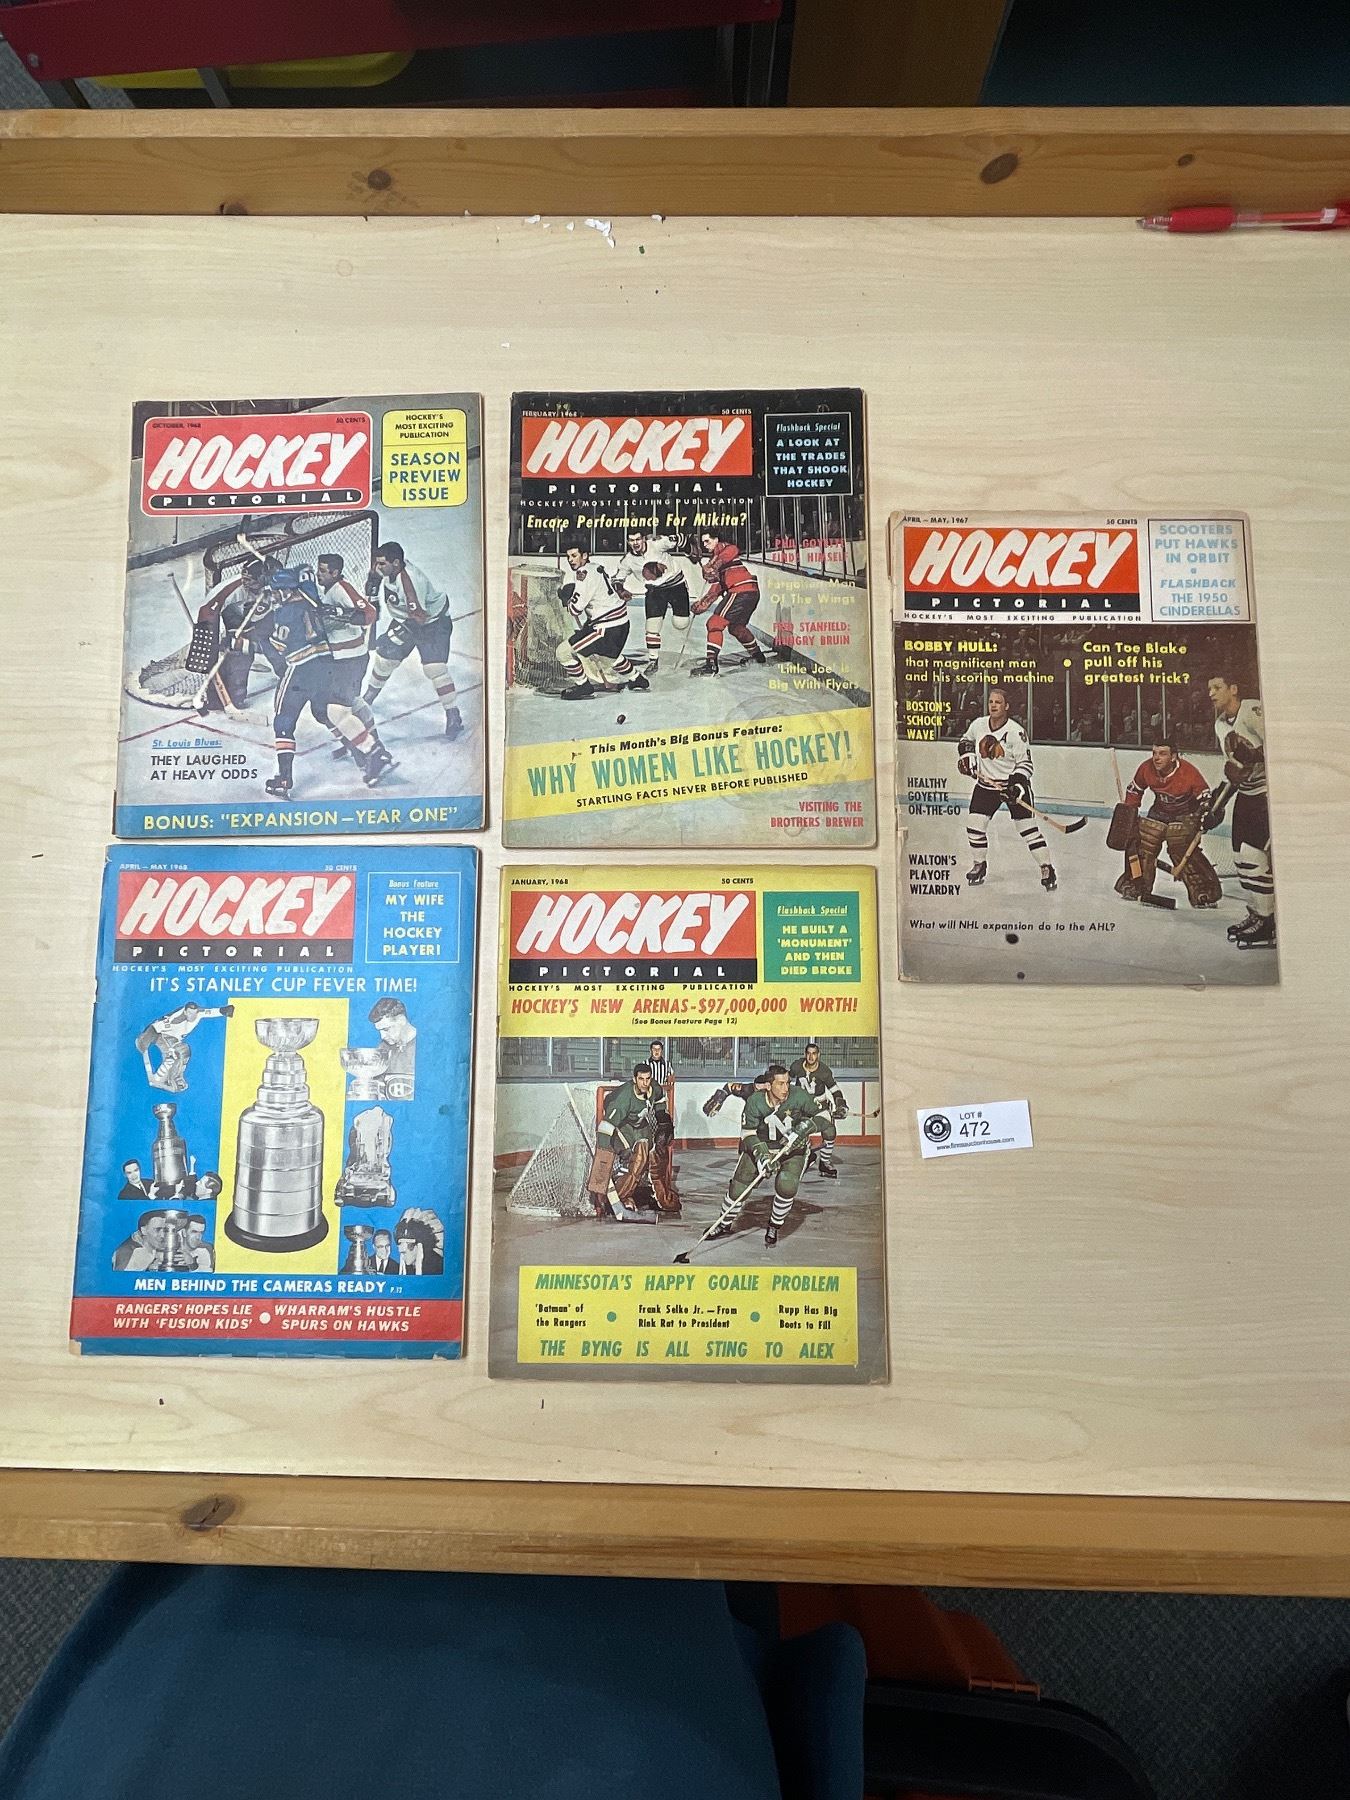 OCTOBER, 1968
50 CENTS
HOCKEY
PICTORIAL
HOCKEY'S
MOST EXCITING
PUBLICATION
SEASON
PREVIEW
ISSUE
St. Louis Blues:
THEY LAUGHED
AT HEAVY ODDS
BONUS: "EXPANSION—YEAR ONE"
FEBRUARY, 1968
50 CENTS
HOCKEY
PICTORIAL
HOCKEY'S MOST EXCITING PUBLICATION
Flashback Special
A LOOK AT
THE TRADES
THAT SHOOK
HOCKEY
Encore Performance For Mikita?
PHIL GOYETTE
FINDS HIMSELF
Forgotten Man
Of The Wings
FRED STANFIELD:
HUNGRY BRUIN
'Little Joe' is
Big With Flyers
This Month's Big Bonus Feature:
WHY WOMEN LIKE HOCKEY!
STARTLING FACTS NEVER BEFORE PUBLISHED
VISITING THE
BROTHERS BREWER
APRIL – MAY, 1967
50 CENTS
HOCKEY
PICTORIAL
HOCKEY'S MOST EXCITING PUBLICATION
SCOOTERS
PUT HAWKS
IN ORBIT
FLASHBACK
THE 1950
CINDERELLAS
BOBBY HULL:
that magnificent man
and his scoring machine
Can Toe Blake
pull off his
greatest trick?
BOSTON'S
'SCHOCK'
WAVE
HEALTHY
GOYETTE
ON-THE-GO
WALTON'S
PLAYOFF
WIZARDRY
What will NHL expansion do to the AHL?
APRIL – MAY 1968
50 CENTS
HOCKEY
PICTORIAL
HOCKEY'S MOST EXCITING PUBLICATION
Bonus Feature
MY WIFE
THE
HOCKEY
PLAYER!
IT'S STANLEY CUP FEVER TIME!
MEN BEHIND THE CAMERAS READY P.12
RANGERS' HOPES LIE
WITH 'FUSION KIDS'
WHARRAM'S HUSTLE
SPURS ON HAWKS
JANUARY, 1968
50 CENTS
HOCKEY
PICTORIAL
HOCKEY'S MOST EXCITING PUBLICATION
Flashback Special
HE BUILT A
'MONUMENT'
AND THEN
DIED BROKE
HOCKEY'S NEW ARENAS-$97,000,000 WORTH!
(See Bonus Feature Page 12)
N
MINNESOTA'S HAPPY GOALIE PROBLEM
'Batman' of
the Rangers
Frank Selke Jr.—From
Rink Rat to President
Rupp Has Big
Boots to Fill
THE BYNG IS ALL STING TO ALEX
LOT #
472